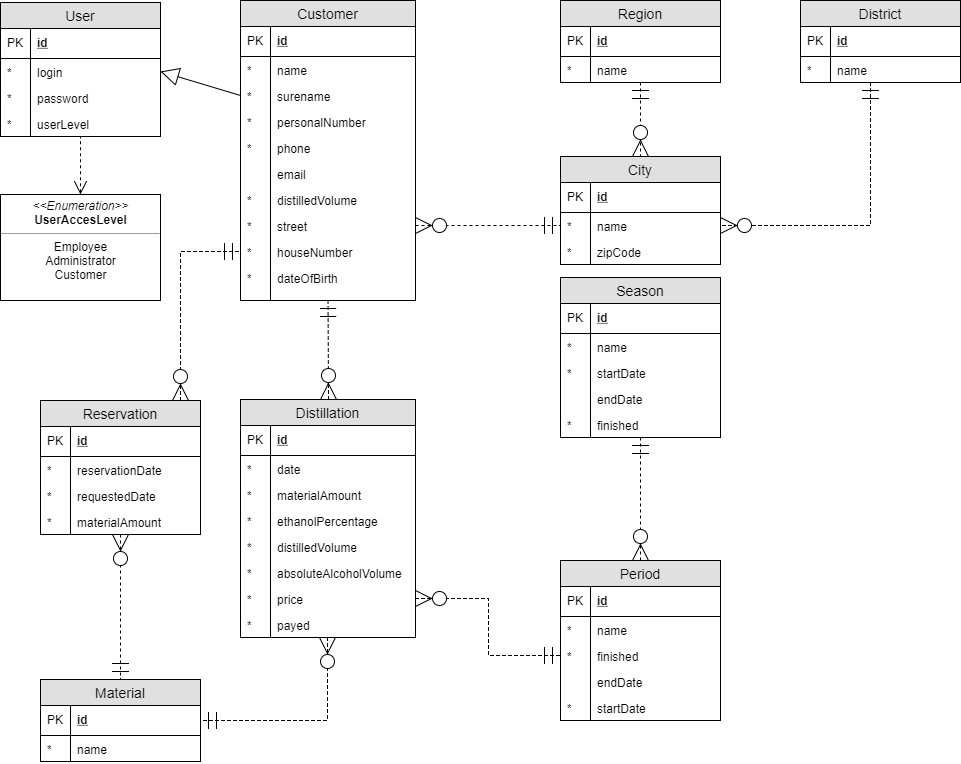 User
PK id
* login
* password
* userLevel
<<Enumeration>>
UserAccesLevel
Employee
Administrator
Customer
Customer
PK id
* name
* surename
* personalNumber
* phone
email
* distilledVolume
* street
* houseNumber
* dateOfBirth
Region
PK id
* name
District
PK id
* name
City
PK id
* name
* zipCode
Season
PK id
* name
* startDate
endDate
* finished
Reservation
PK id
* reservationDate
* requestedDate
* materialAmount
Distillation
PK id
* date
* materialAmount
* ethanolPercentage
* distilledVolume
* absoluteAlcoholVolume
* price
* payed
Period
PK id
* name
* finished
endDate
* startDate
Material
PK id
* name